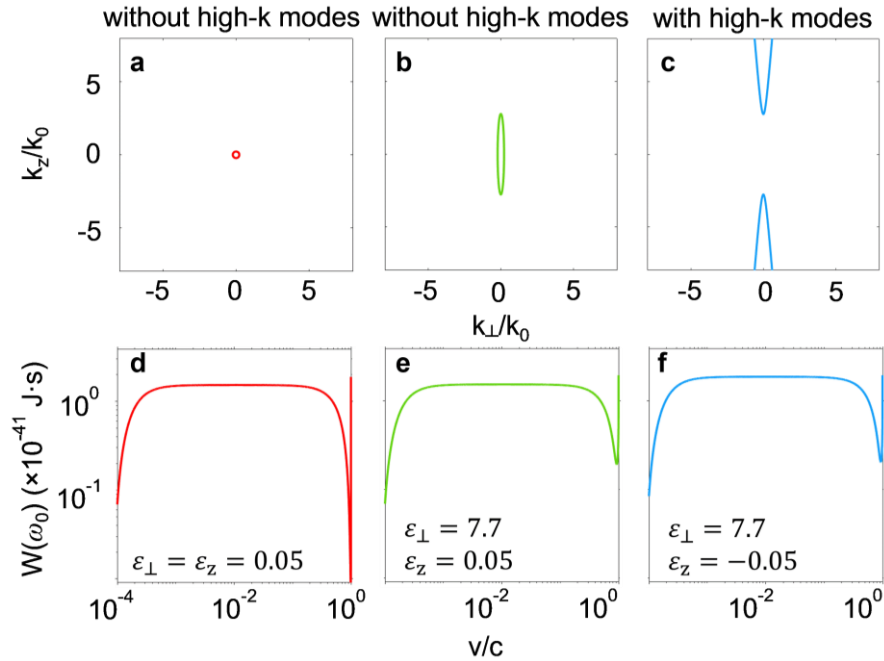 without high-k modes without high-k modes with high-k modes
a b c
k_z/k_0
5
0
-5
-5 0 5 -5 0 5 -5 0 5
k_⊥/k_0
d e f
W(ω_0) (×10^-41 J·s)
10^0
10^-1
ε_⊥ = ε_z = 0.05
ε_⊥ = 7.7
ε_z = 0.05
ε_⊥ = 7.7
ε_z = −0.05
10^-4 10^-2 10^0 10^-2 10^0 10^-2 10^0
v/c